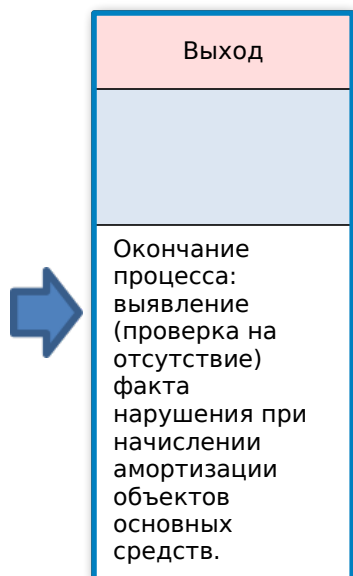 Выход
Окончание
процесса:
выявление
(проверка на
отсутствие)
факта
нарушения при
начислении
амортизации
объектов
основных
средств.